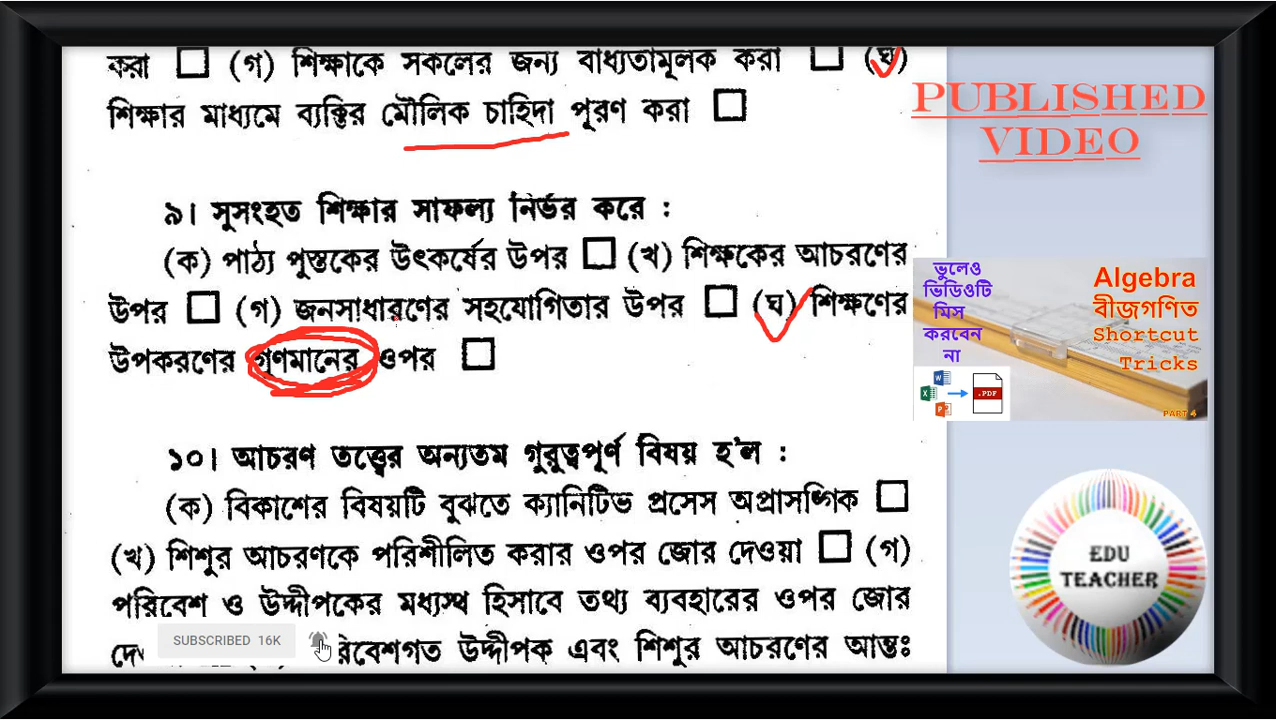 করা (গ) শিক্ষাকে সকলের জন্য বাধ্যতামূলক করা (ঘ)
শিক্ষার মাধ্যমে ব্যক্তির মৌলিক চাহিদা পূরণ করা
৯। সুসংহত শিক্ষার সাফল্য নির্ভর করে :
(ক) পাঠ্য পুস্তকের উৎকর্ষের উপর (খ) শিক্ষকের আচরণের
উপর (গ) জনসাধারণের সহযোগিতার উপর (ঘ) শিক্ষণের
উপকরণের গুণমানের ওপর
১০। আচরণ তত্ত্বের অন্যতম গুরুত্বপূর্ণ বিষয় হ'ল :
(ক) বিকাশের বিষয়টি বুঝতে ক্যানিটিভ প্রসেস অপ্রাসঙ্গিক
(খ) শিশুর আচরণকে পরিশীলিত করার ওপর জোর দেওয়া (গ)
পরিবেশ ও উদ্দীপকের মধ্যস্থ হিসাবে তথ্য ব্যবহারের ওপর জোর
উদ্দীপক এবং শিশুর আচরণের আন্তঃ
SUBSCRIBED 16K
PUBLISHED
VIDEO
ভুলেও
ভিডিওটি
মিস
করবেন
না
Algebra
বীজগণিত
Shortcut
Tricks
.PDF
PART 4
EDU
TEACHER